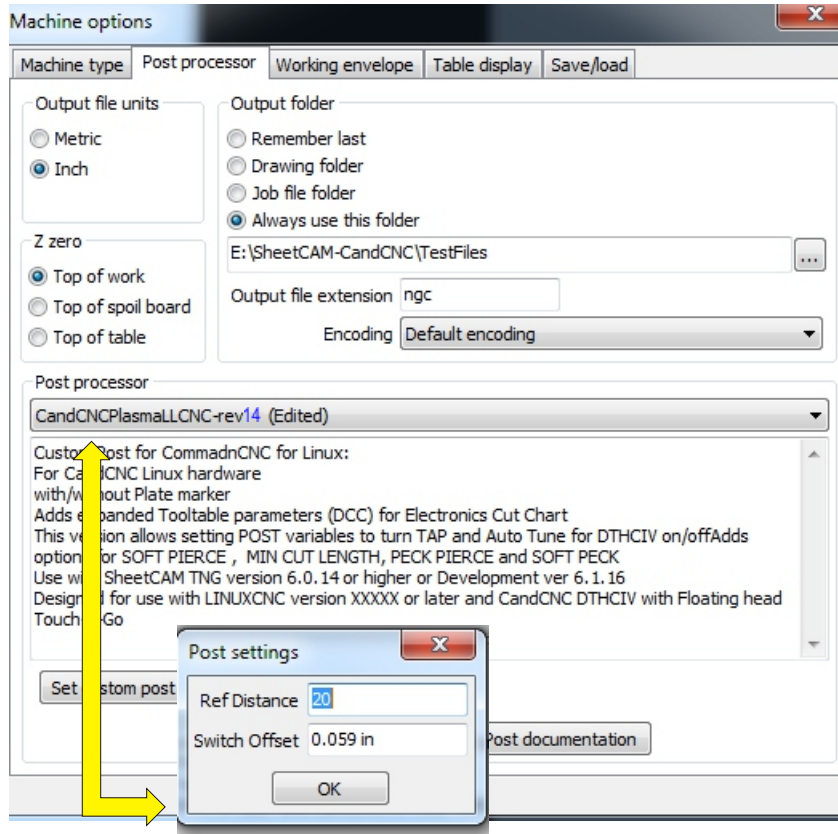 Machine options
Machine type Post processor Working envelope Table display Save/load
Output file units
Metric
Inch
Output folder
Remember last
Drawing folder
Job file folder
Always use this folder
E:\SheetCAM-CandCNC\TestFiles ...
Output file extension ngc
Encoding Default encoding
Z zero
Top of work
Top of spoil board
Top of table
Post processor
CandCNCPlasmaLLCNC-rev14 (Edited)
Custom Post for CommadnCNC for Linux:
For CandCNC Linux hardware
with/without Plate marker
Adds expanded Tooltable parameters (DCC) for Electronics Cut Chart
This version allows setting POST variables to turn TAP and Auto Tune for DTHCIV on/offAdds
options for SOFT PIERCE , MIN CUT LENGTH, PECK PIERCE and SOFT PECK
Use with SheetCAM TNG version 6.0.14 or higher or Development ver 6.1.16
Designed for use with LINUXCNC version XXXXX or later and CandCNC DTHCIV with Floating head
Touch Go
Set custom post
Post documentation
Post settings
Ref Distance 20
Switch Offset 0.059 in
OK